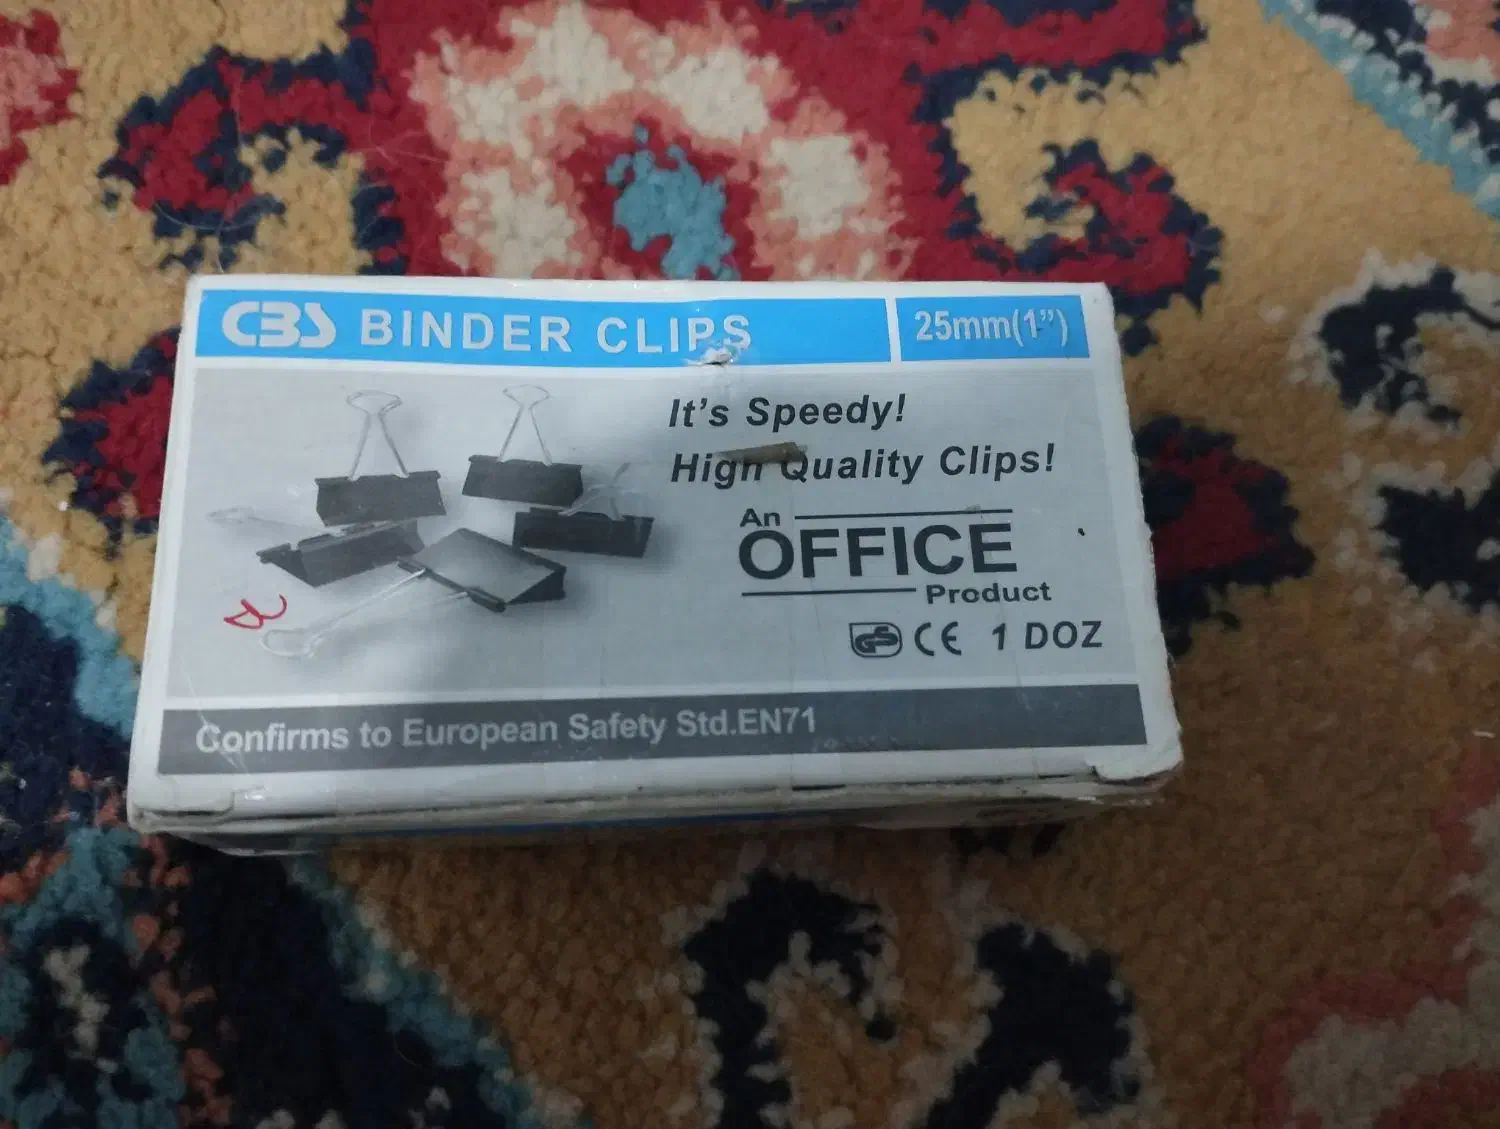 CBS BINDER CLIPS 25mm(1")
It's Speedy!
High Quality Clips!
An
OFFICE
Product
GS CE 1 DOZ
Confirms to European Safety Std.EN71